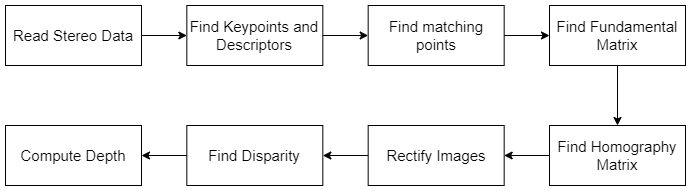 Read Stereo Data
Find Keypoints and
Descriptors
Find matching
points
Find Fundamental
Matrix
Find Homography
Matrix
Rectify Images
Find Disparity
Compute Depth